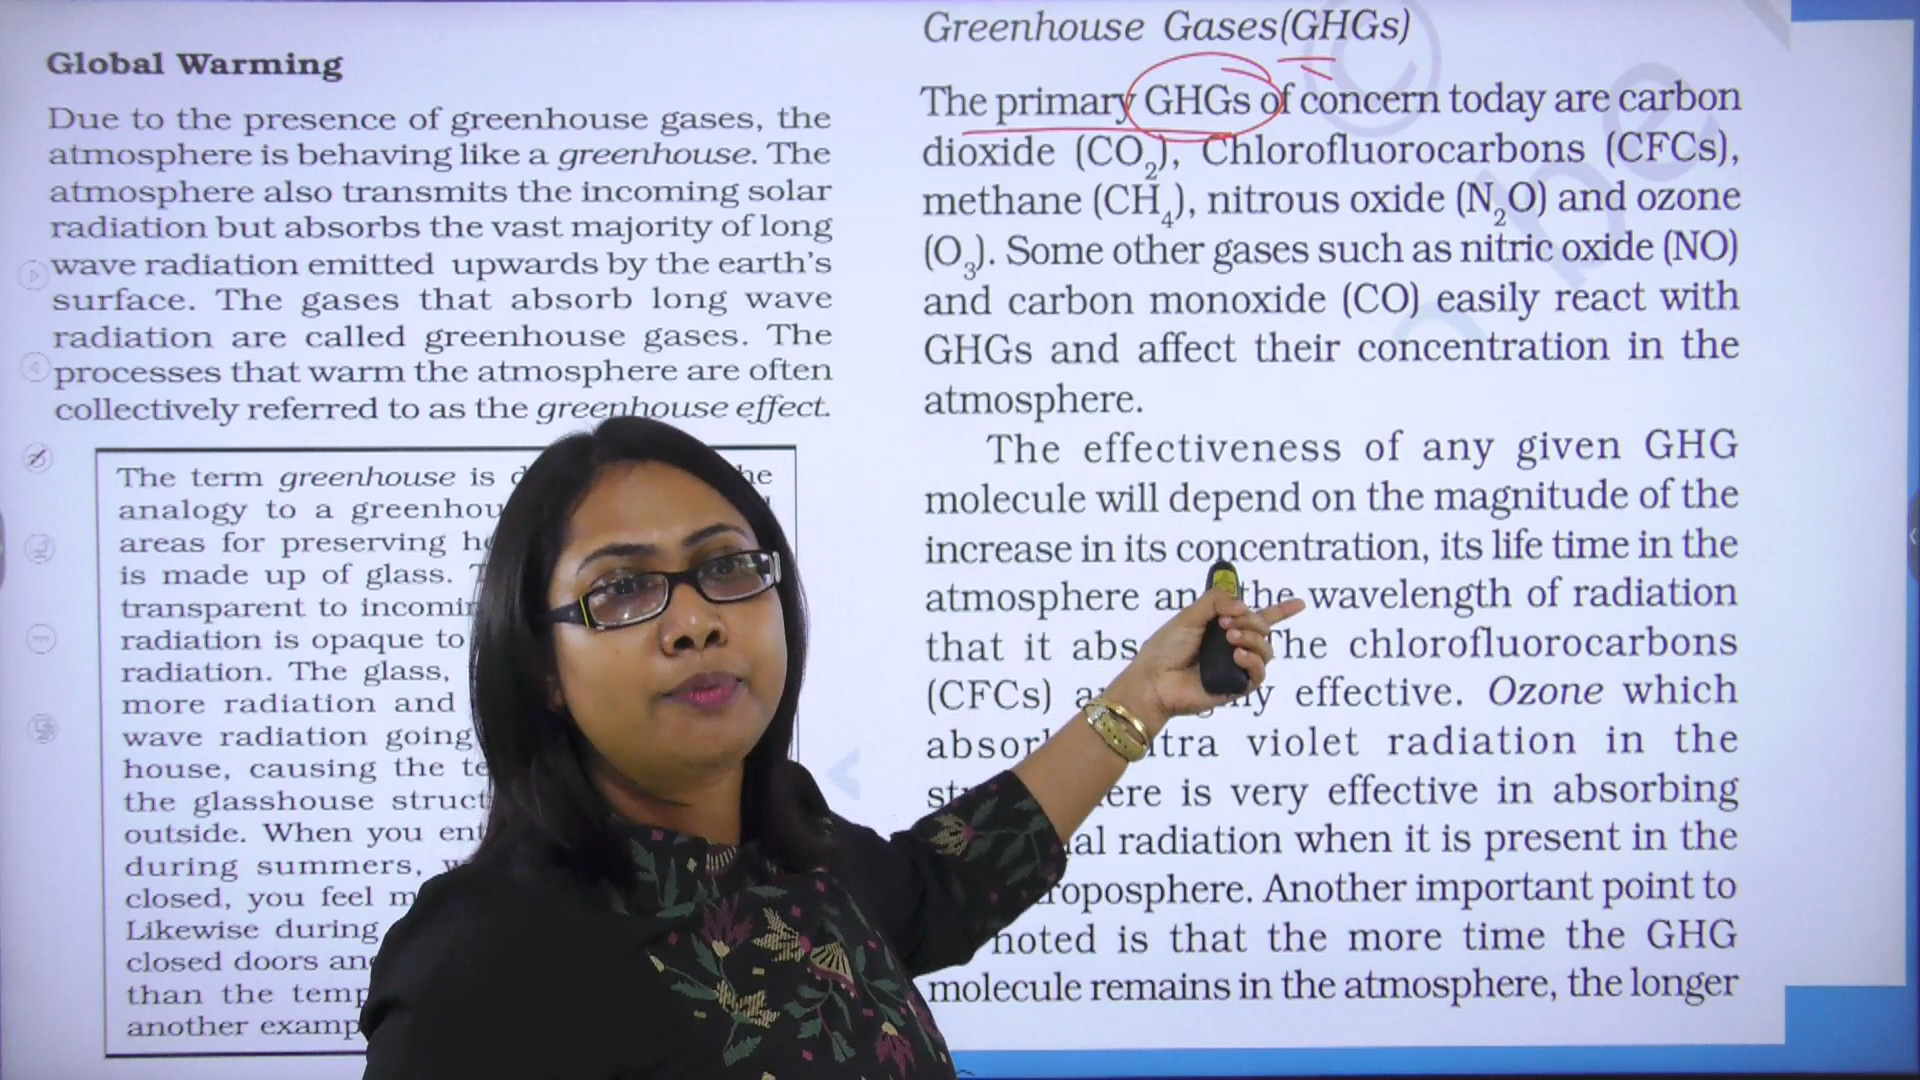 Global Warming
Due to the presence of greenhouse gases, the
atmosphere is behaving like a greenhouse. The
atmosphere also transmits the incoming solar
radiation but absorbs the vast majority of long
wave radiation emitted upwards by the earth's
surface. The gases that absorb long wave
radiation are called greenhouse gases. The
processes that warm the atmosphere are often
collectively referred to as the greenhouse effect.
The term greenhouse is
analogy to a
areas for preserving
is made up of glass.
transparent to
radiation is opaque to
radiation. The glass,
more radiation and
wave radiation going
house, causing the
the glasshouse
outside. When you
during summers,
closed, you feel
Likewise during
closed doors
than the
another
Greenhouse Gases(GHGs)
The primary GHGs of concern today are carbon
dioxide (CO2), Chlorofluorocarbons (CFCs),
methane (CH4), nitrous oxide (N2O) and ozone
(O3). Some other gases such as nitric oxide (NO)
and carbon monoxide (CO) easily react with
GHGs and affect their concentration in the
atmosphere.
The effectiveness of any given GHG
molecule will depend on the magnitude of the
increase in its concentration, its life time in the
atmosphere the wavelength of radiation
that it The chlorofluorocarbons
(CFCs) effective. Ozone which
violet radiation in the
is very effective in absorbing
radiation when it is present in the
troposphere. Another important point to
noted is that the more time the GHG
molecule remains in the atmosphere, the longer